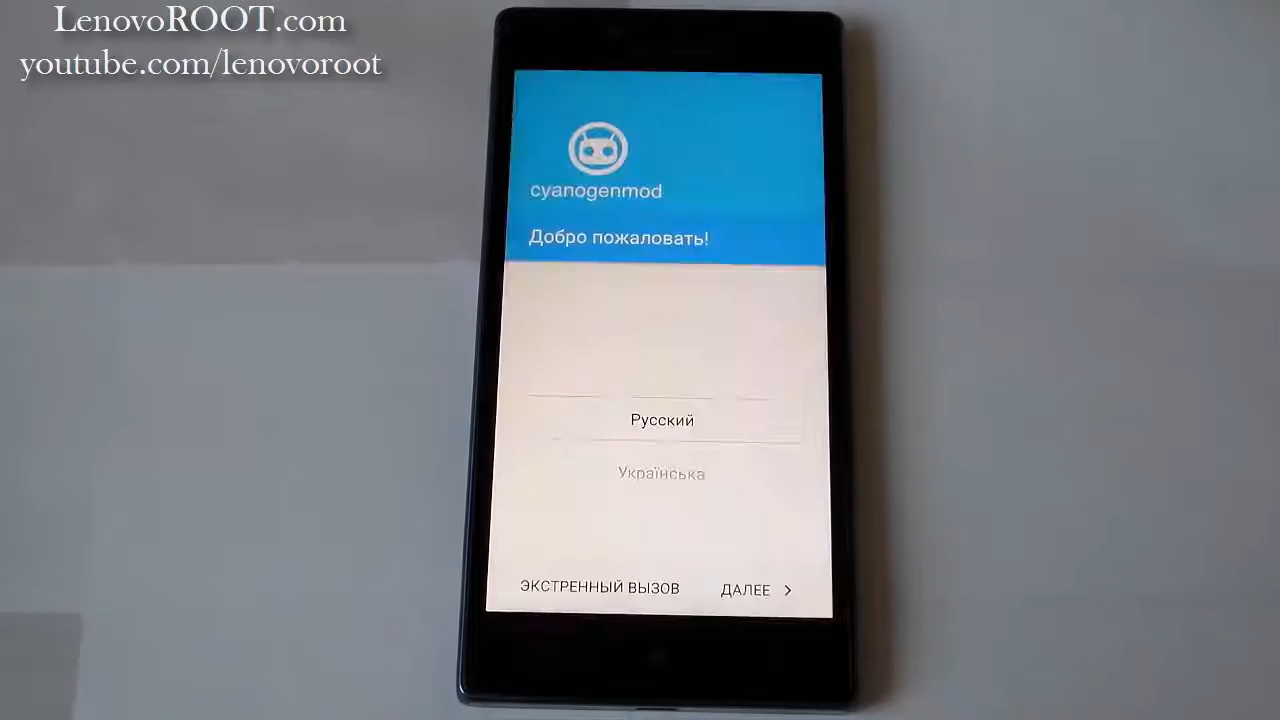 LenovoROOT.com
youtube.com/lenovoroot
cyanogenmod
Добро пожаловать!
Русский
Українська
ЭКСТРЕННЫЙ ВЫЗОВ
ДАЛЕЕ